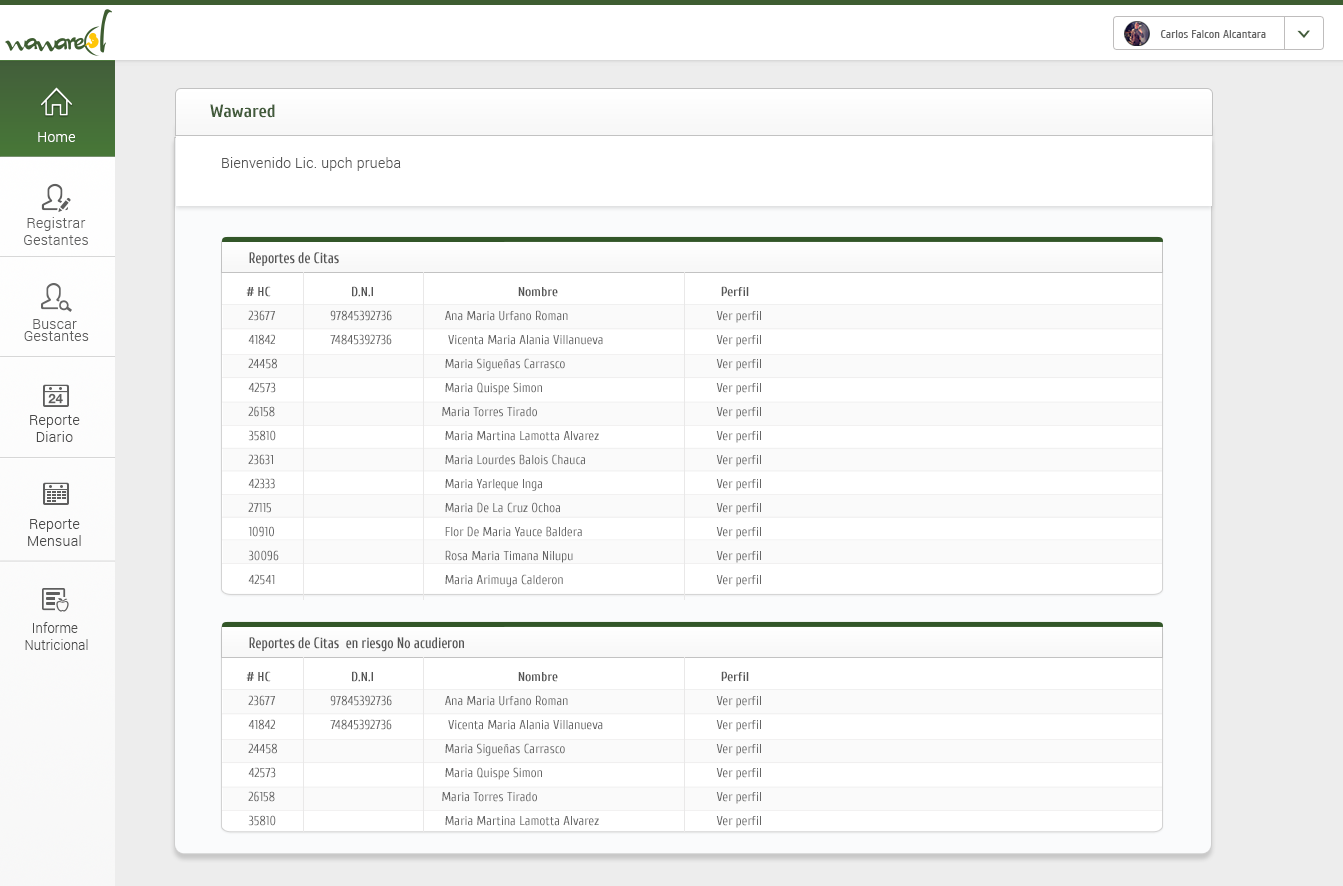 wawared
Carlos Falcon Alcantara
Home
Registrar
Gestantes
Buscar
Gestantes
24
Reporte
Diario
Reporte
Mensual
Informe
Nutricional
Wawared
Bienvenido Lic. upch prueba
Reportes de Citas
# HC D.N.I Nombre Perfil
23677 97845392736 Ana Maria Urfano Roman Ver perfil
41842 74845392736 Vicenta Maria Alania Villanueva Ver perfil
24458 Maria Sigueñas Carrasco Ver perfil
42573 Maria Quispe Simon Ver perfil
26158 Maria Torres Tirado Ver perfil
35810 Maria Martina Lamotta Alvarez Ver perfil
23631 Maria Lourdes Balois Chauca Ver perfil
42333 Maria Yarleque Inga Ver perfil
27115 Maria De La Cruz Ochoa Ver perfil
10910 Flor De Maria Yauce Baldera Ver perfil
30096 Rosa Maria Timana Nilupu Ver perfil
42541 Maria Arimuya Calderon Ver perfil
Reportes de Citas en riesgo No acudieron
# HC D.N.I Nombre Perfil
23677 97845392736 Ana Maria Urfano Roman Ver perfil
41842 74845392736 Vicenta Maria Alania Villanueva Ver perfil
24458 Maria Sigueñas Carrasco Ver perfil
42573 Maria Quispe Simon Ver perfil
26158 Maria Torres Tirado Ver perfil
35810 Maria Martina Lamotta Alvarez Ver perfil